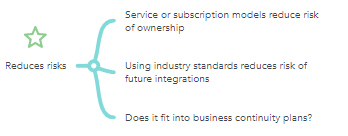 Service or subscription models reduce risk
of ownership
Reduces risks
Using industry standards reduces risk of
future integrations
Does it fit into business continuity plans?